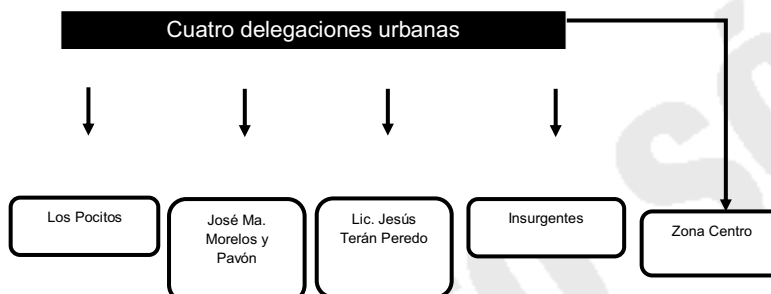 Cuatro delegaciones urbanas
Los Pocitos
José Ma.
Morelos y
Pavón
Lic. Jesús
Terán Peredo
Insurgentes
Zona Centro